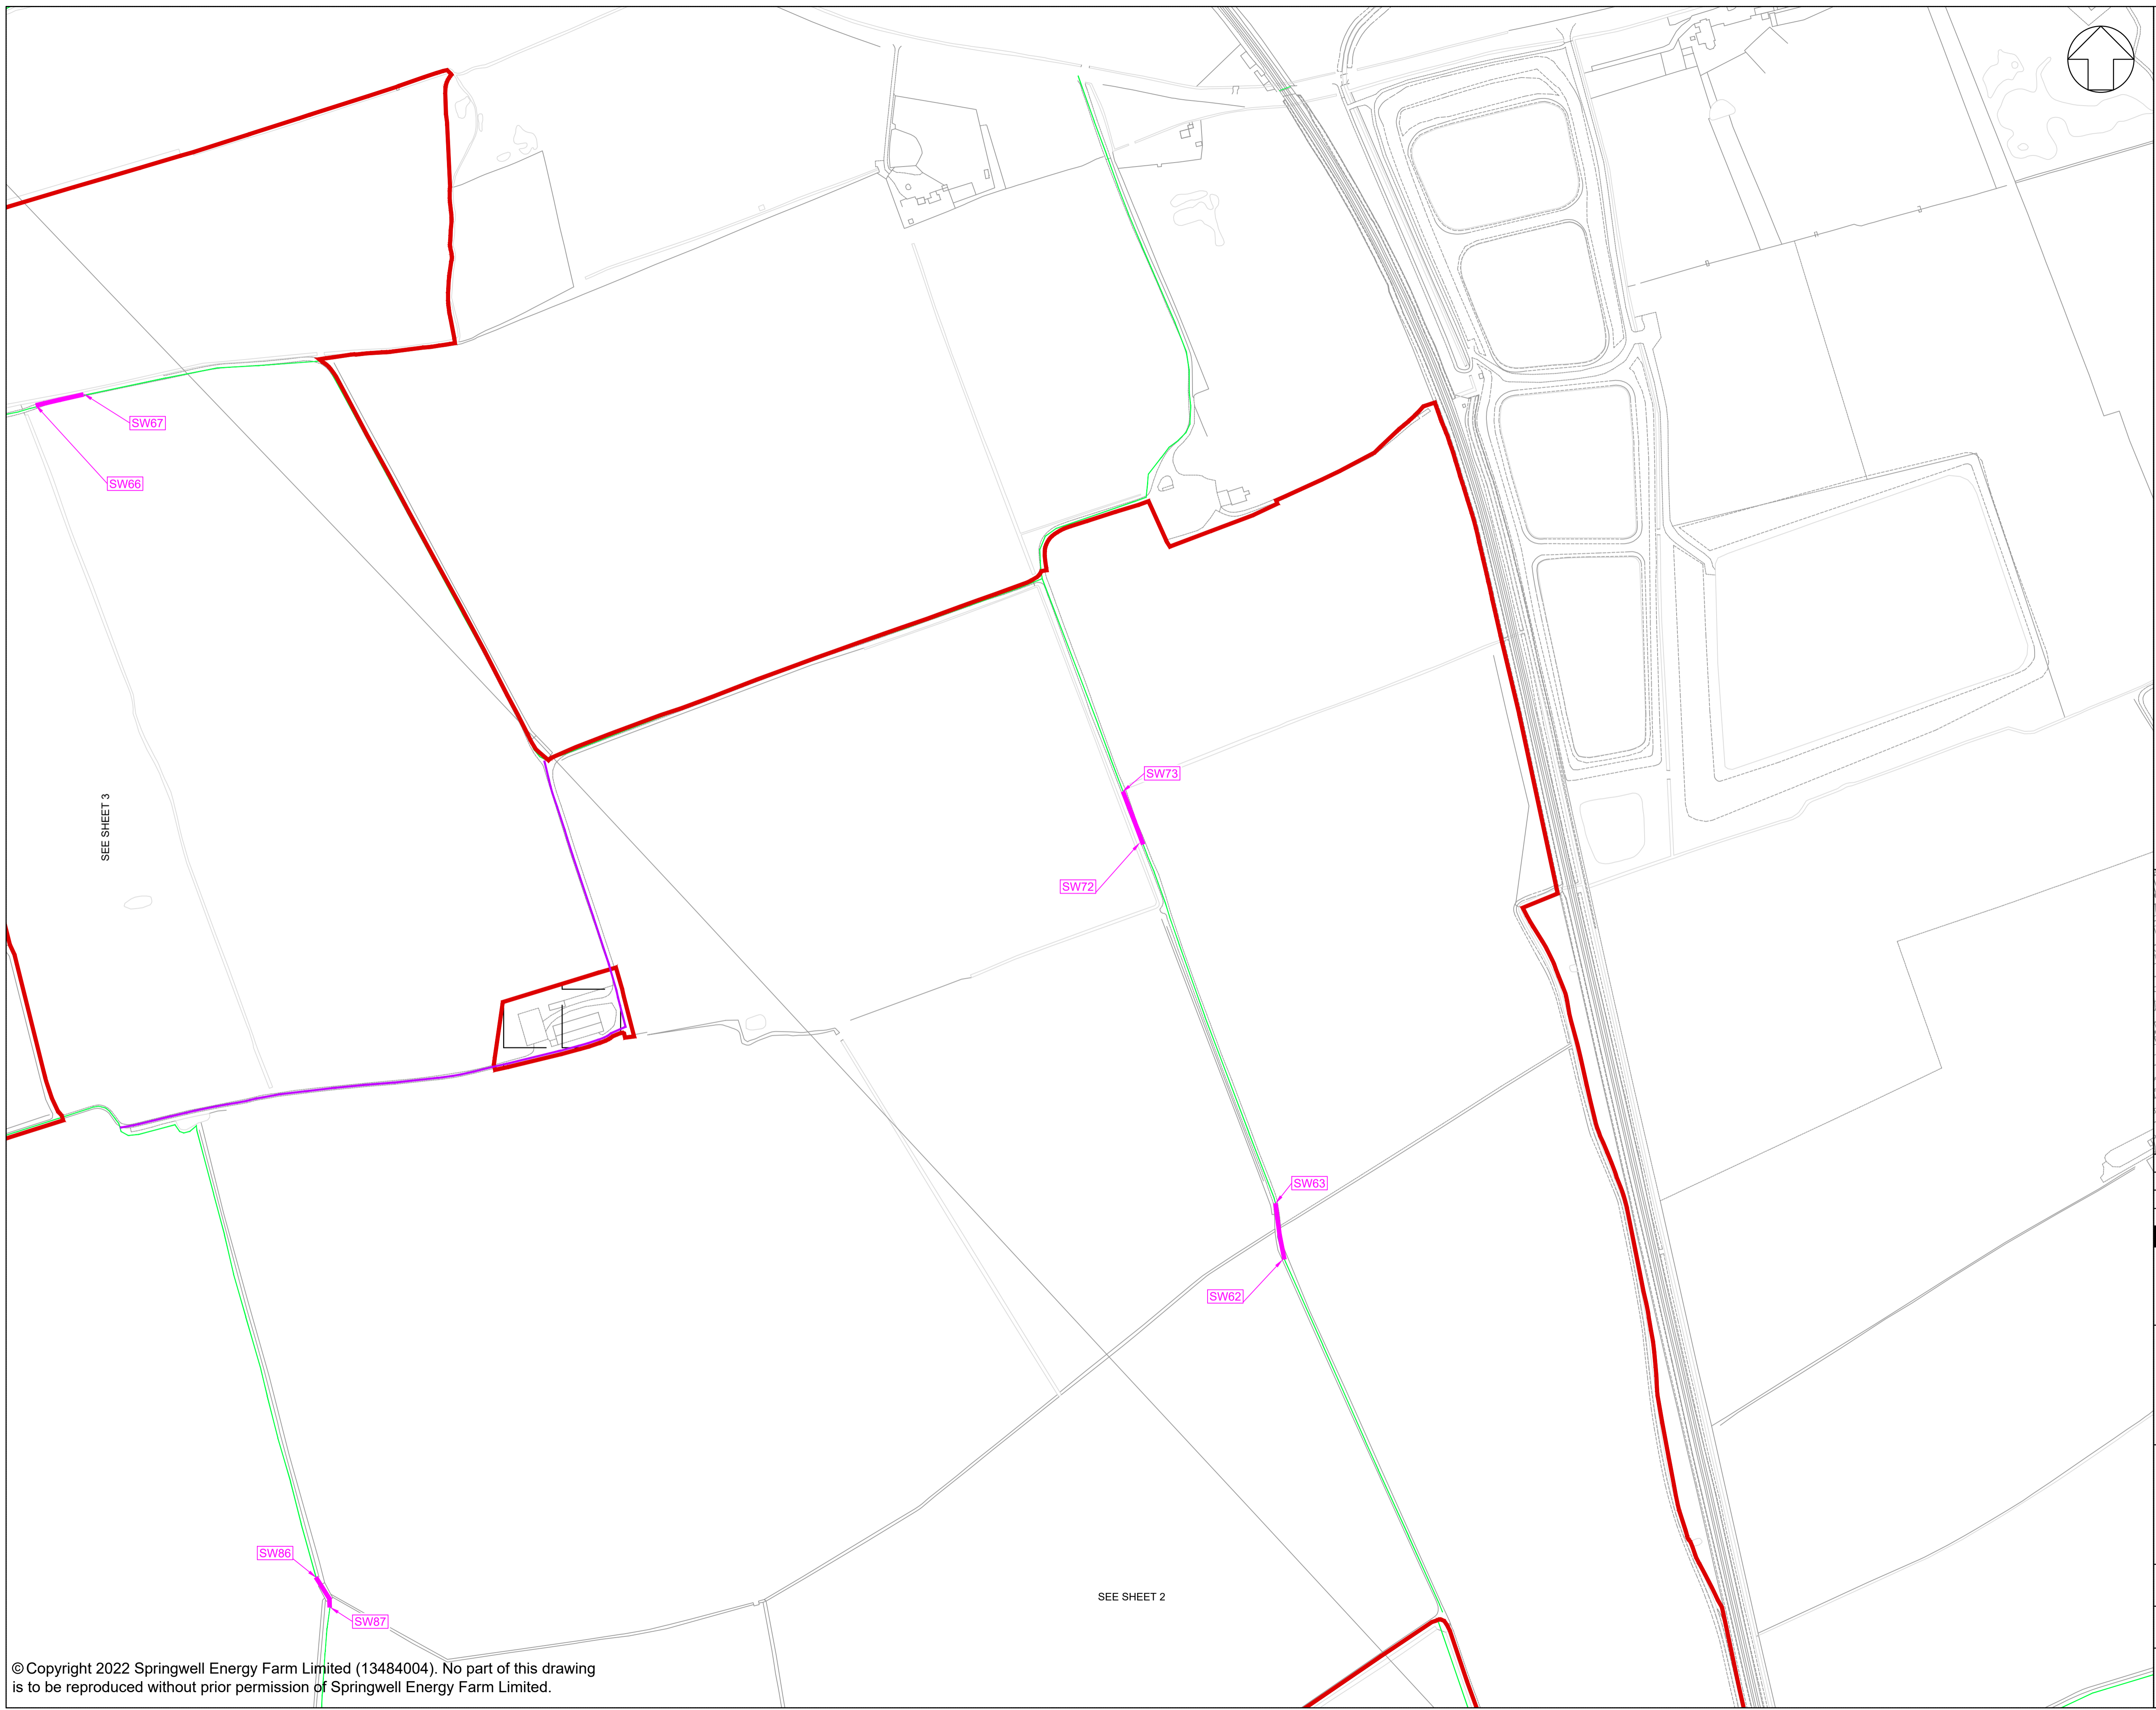 SW67
SW66
SW73
SEE SHEET 3
SW72
SW63
SW62
SW86
SEE SHEET 2
SW87
© Copyright 2022 Springwell Energy Farm Limited (13484004). No part of this drawing
is to be reproduced without prior permission of Springwell Energy Farm Limited.